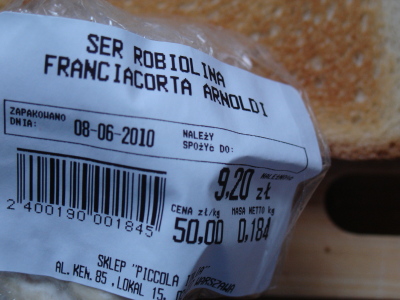 SER ROBIOLINA
FRANCIACORTA ARNOLDI
ZAPAKOWANO
DNIA:
08-06-2010
NALEŻY
SPOŻYĆ DO:
NALEŻNOŚĆ
9,20 zŁ
CENA zł/kg MASA NETTO kg
50,00 0,184
2 400190 001845
SKLEP "PICCOLA
AL. KEN. 85, LOKAL 15,